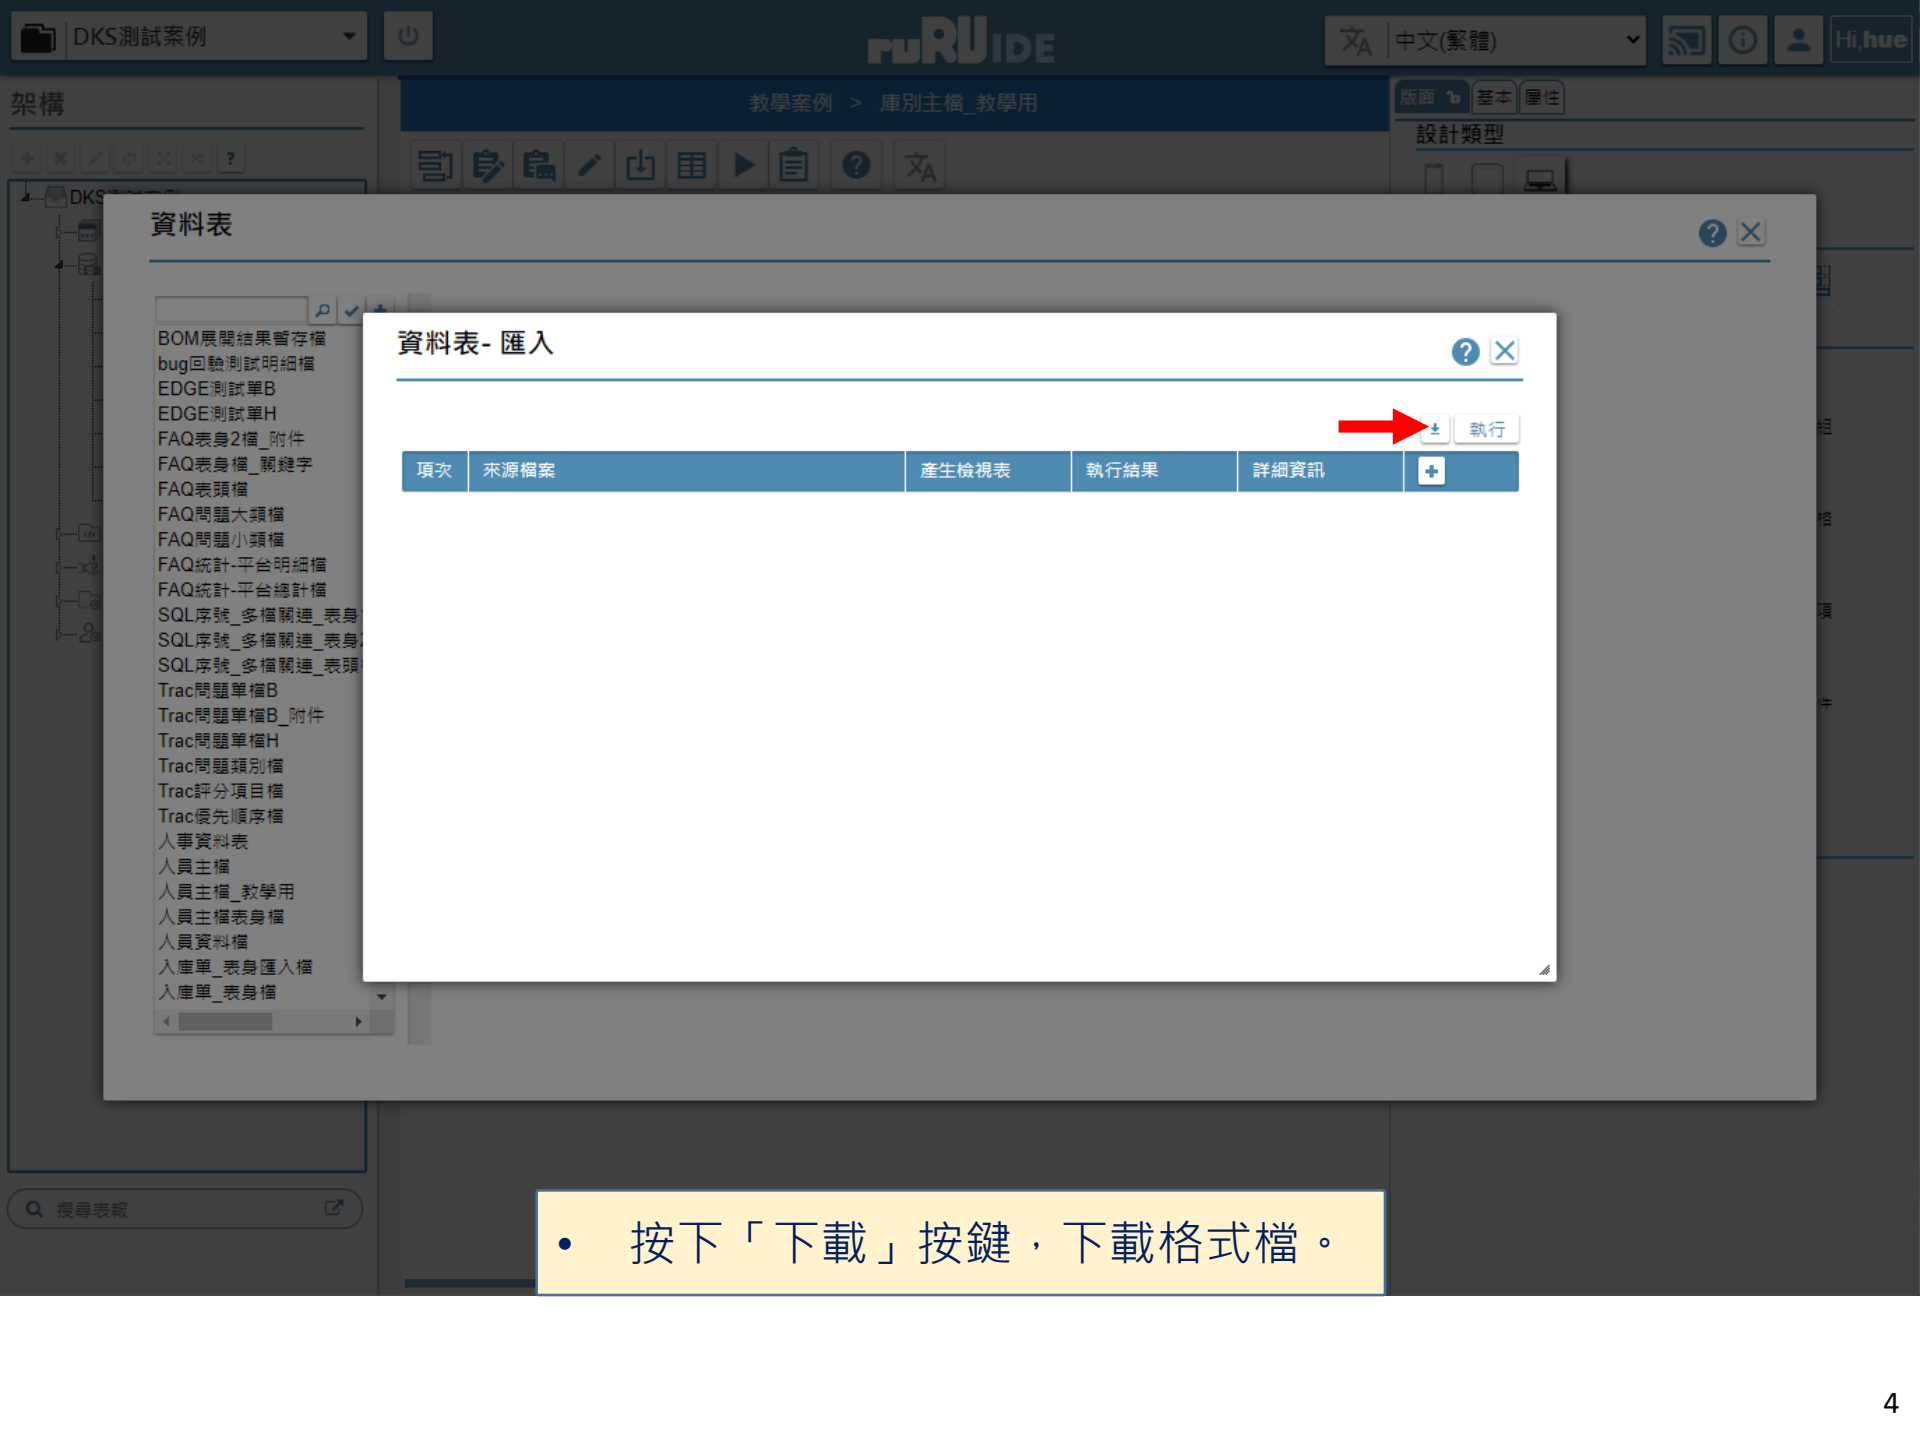 DKS測試案例
ruRU IDE
中文(繁體)
Hi,hue
架構
教學案例 > 庫別主檔_教學用
版面
基本
屬性
設計類型
資料表
BOM展開結果暫存檔
bug回驗測試明細檔
EDGE測試單B
EDGE測試單H
FAQ表身2檔_附件
FAQ表身檔_關鍵字
FAQ表頭檔
FAQ問題大類檔
FAQ問題小類檔
FAQ統計-平台明細檔
FAQ統計-平台總計檔
SQL序號_多檔關連_表身
SQL序號_多檔關連_表身2
SQL序號_多檔關連_表頭
Trac問題單檔B
Trac問題單檔B_附件
Trac問題單檔H
Trac問題類別檔
Trac評分項目檔
Trac優先順序檔
人事資料表
人員主檔
人員主檔_教學用
人員主檔表身檔
人員資料檔
入庫單_表身匯入檔
入庫單_表身檔
資料表- 匯入
執行
項次 來源檔案 產生檢視表 執行結果 詳細資訊
組
格
項
件
搜尋表報
• 按下「下載」按鍵，下載格式檔。
4